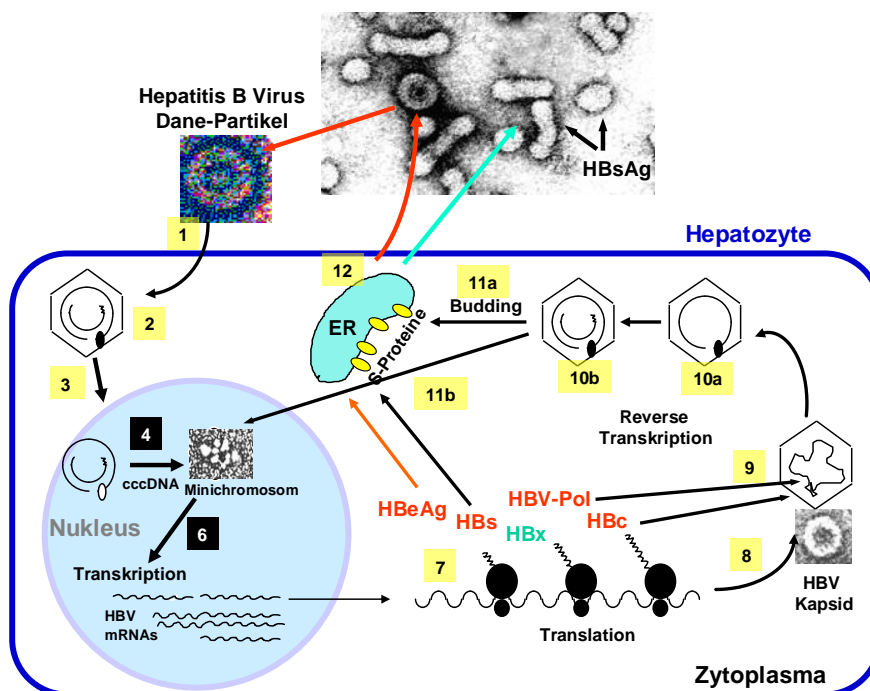 Hepatitis B Virus
Dane-Partikel
HBsAg
1
Hepatozyte
12
11a
Budding
2
ER
S-Proteine
10b
10a
3
11b
Reverse
Transkription
4
cccDNA
Minichromosom
9
Nukleus
6
HBeAg
HBs
HBV-Pol
HBx
HBc
Transkription
7
8
HBV
mRNAs
HBV
Kapsid
Translation
Zytoplasma